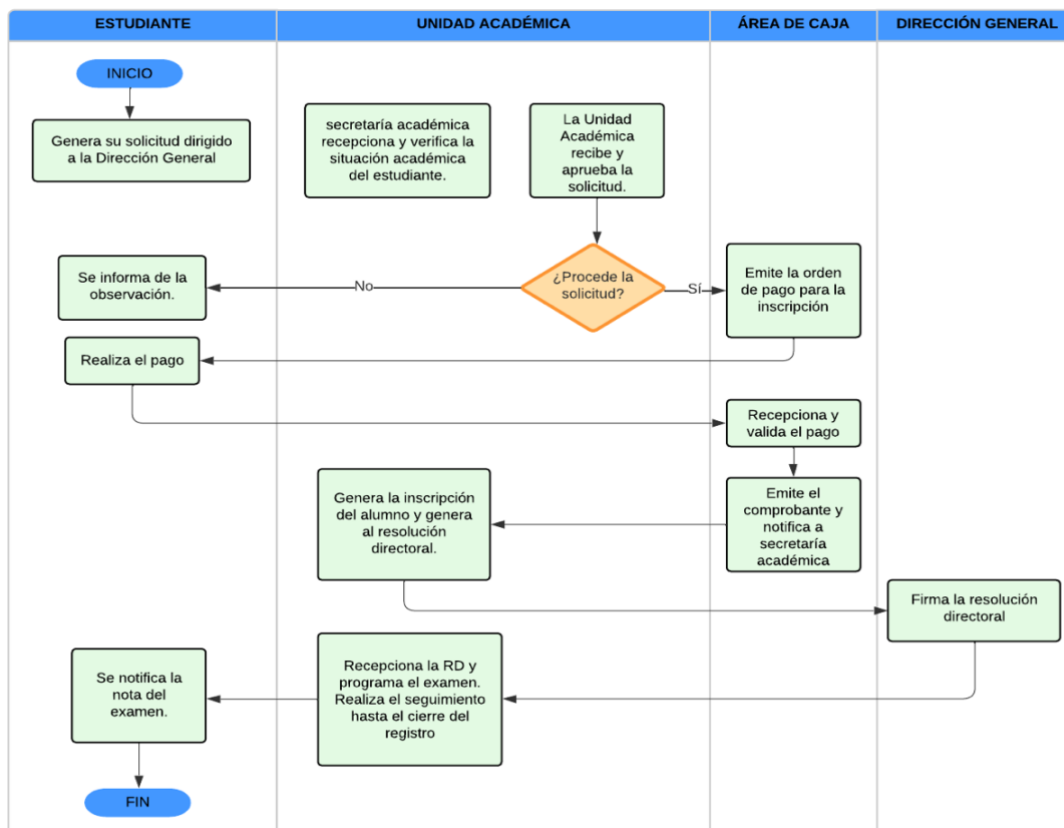 ESTUDIANTE
UNIDAD ACADÉMICA
ÁREA DE CAJA
DIRECCIÓN GENERAL
INICIO
Genera su solicitud dirigido
a la Dirección General
secretaría académica
recepciona y verifica la
situación académica
del estudiante.
La Unidad
Académica
recibe y
aprueba la
solicitud.
Se informa de la
observación.
No
¿Procede la
solicitud?
Sí
Emite la orden
de pago para la
inscripción
Realiza el pago
Recepciona y
valida el pago
Genera la inscripción
del alumno y genera
al resolución
directoral.
Emite el
comprobante y
notifica a
secretaría
académica
Firma la resolución
directoral
Se notifica la
nota del
examen.
Recepciona la RD y
programa el examen.
Realiza el seguimiento
hasta el cierre del
registro
FIN